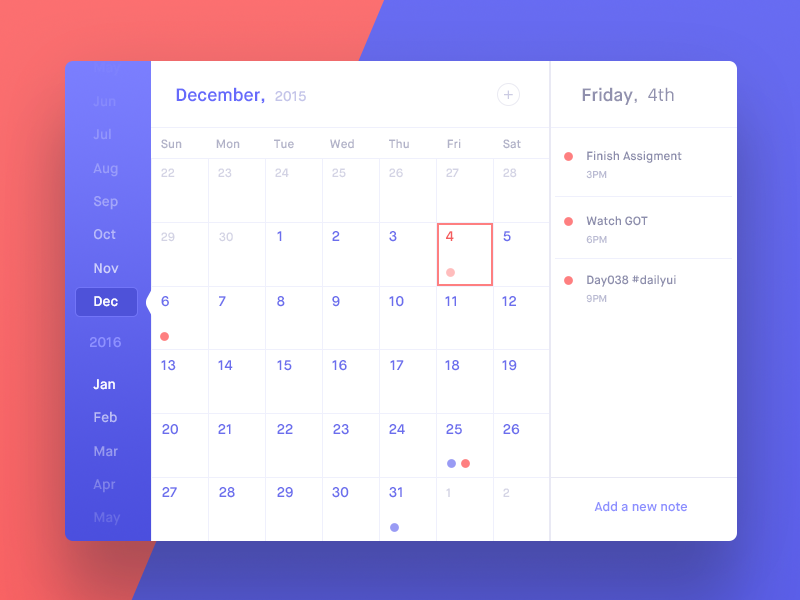 May
Jun
Jul
Aug
Sep
Oct
Nov
Dec
2016
Jan
Feb
Mar
Apr
May
December, 2015
+
Sun Mon Tue Wed Thu Fri Sat
22 23 24 25 26 27 28
29 30 1 2 3 4 5
6 7 8 9 10 11 12
13 14 15 16 17 18 19
20 21 22 23 24 25 26
27 28 29 30 31 1 2
Friday, 4th
Finish Assigment
3PM
Watch GOT
6PM
Day038 #dailyui
9PM
Add a new note